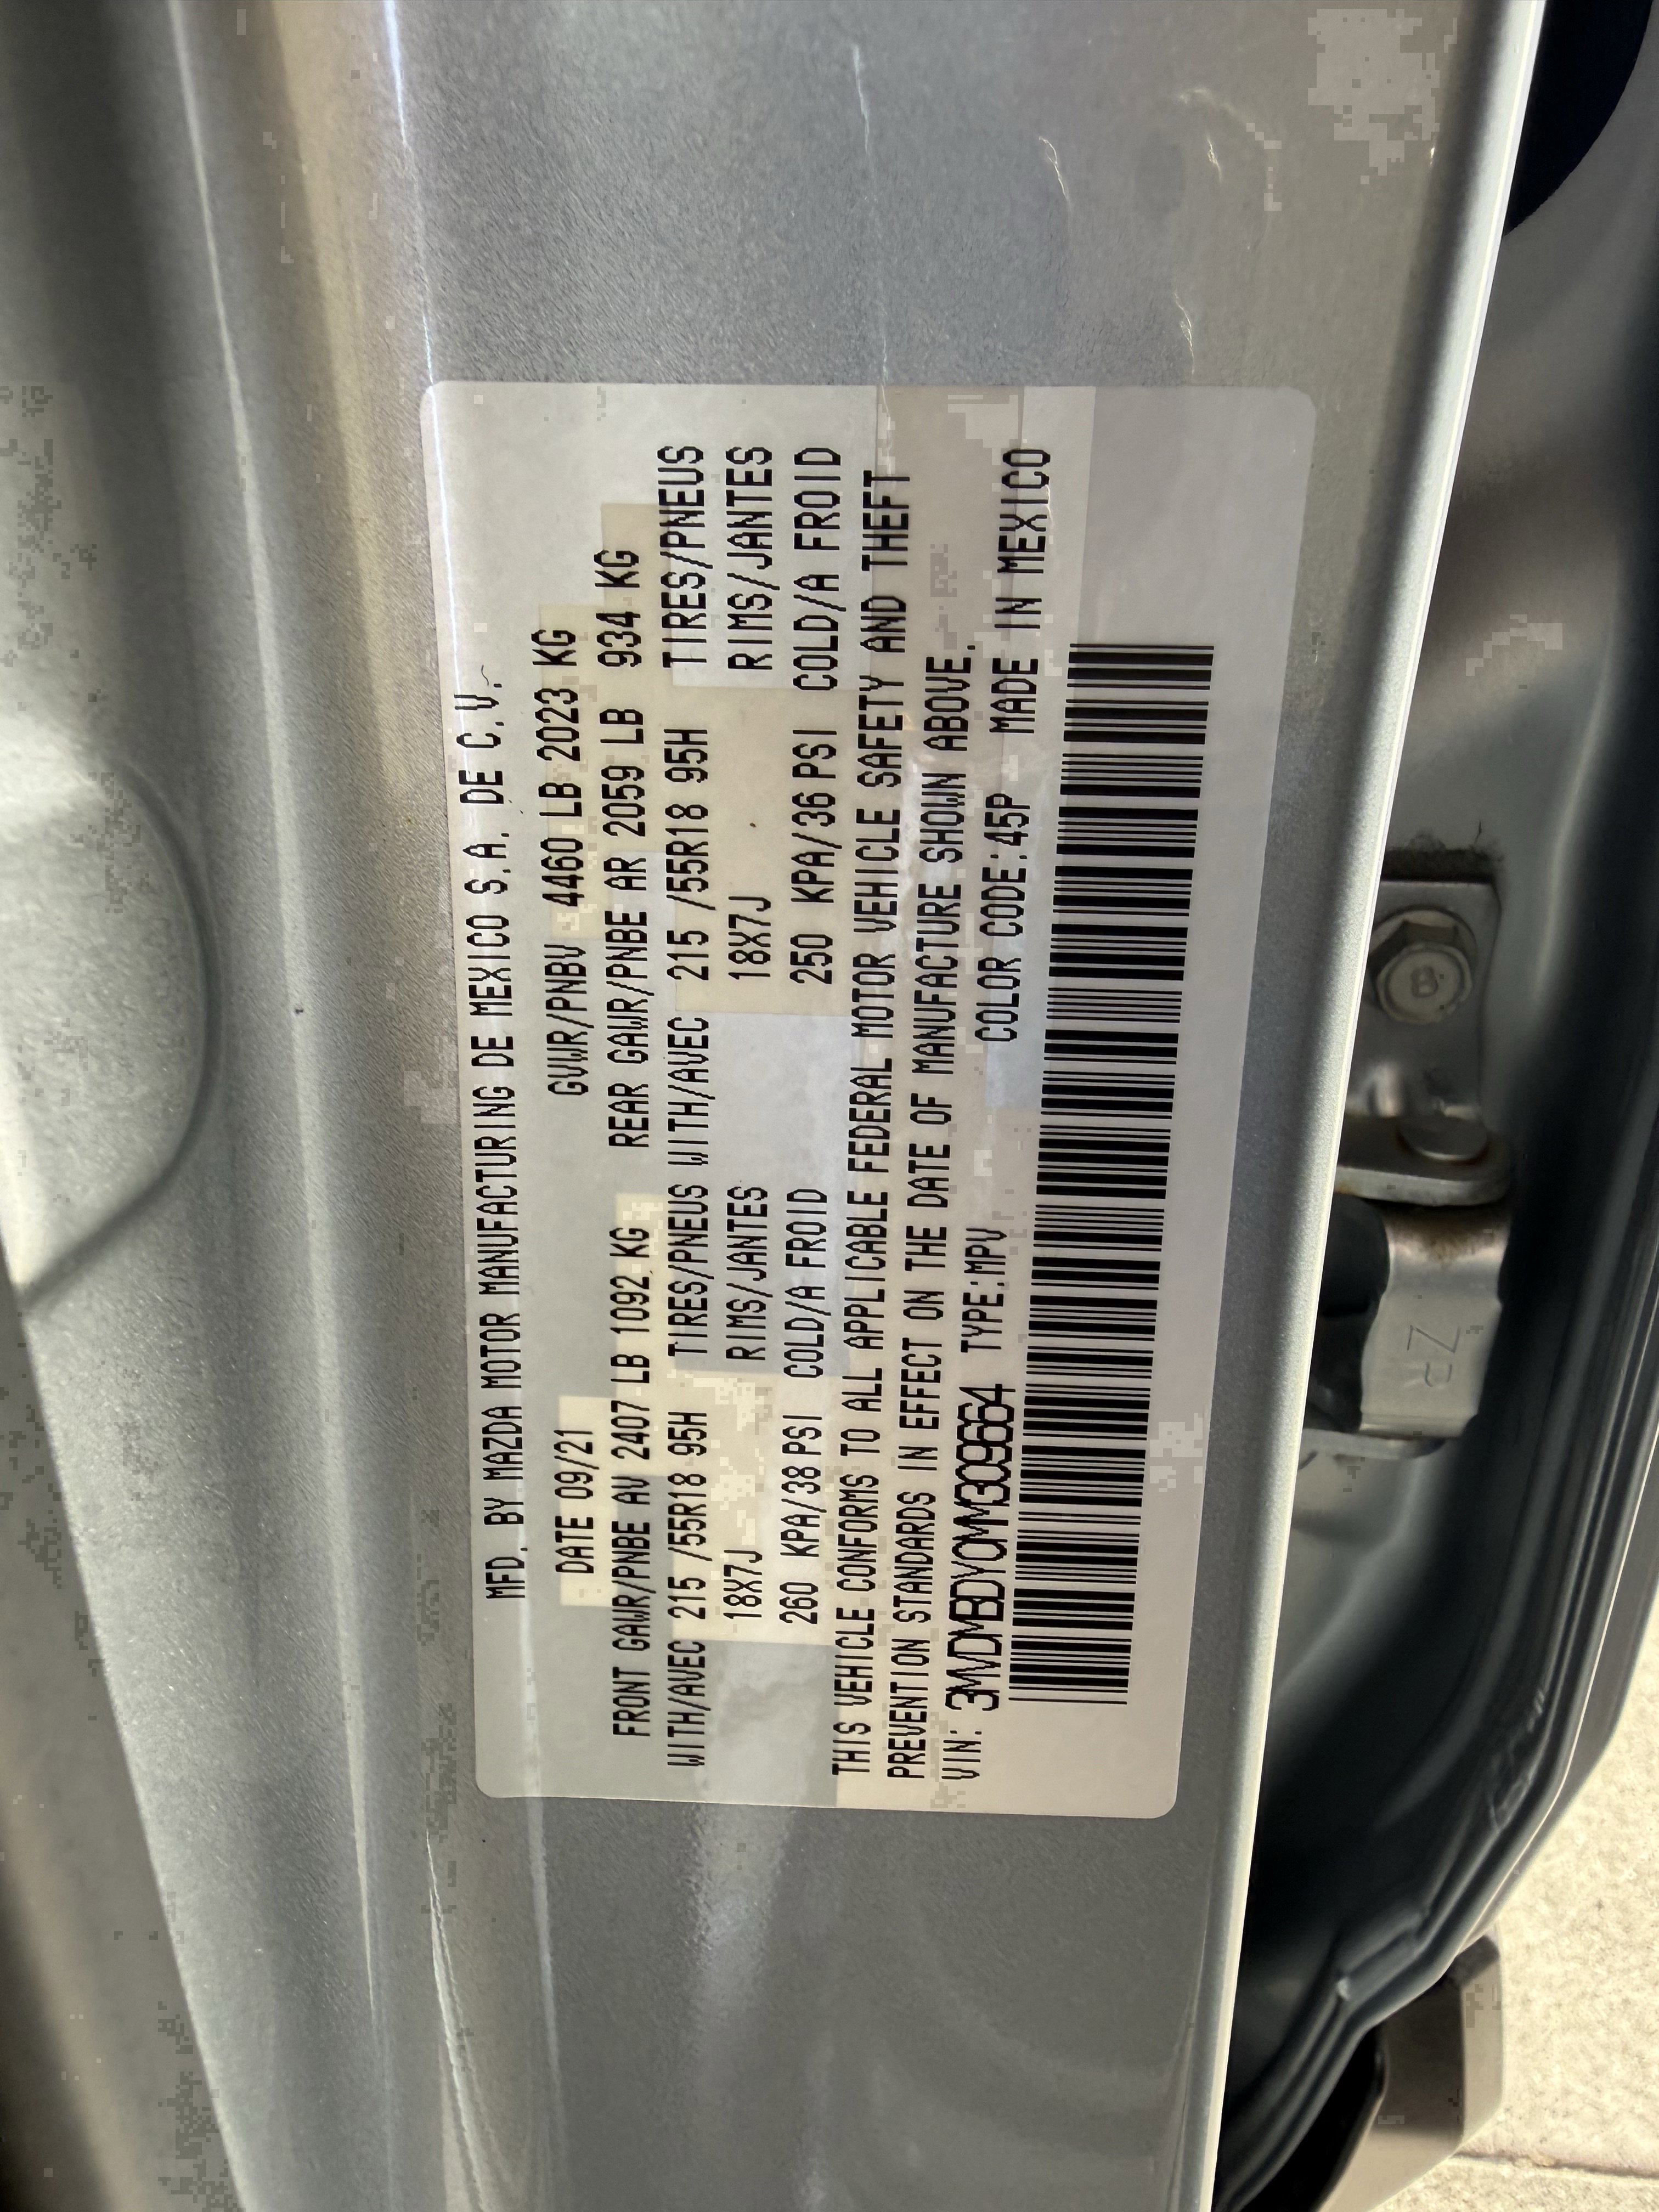 MFD. BY MAZDA MOTOR MANUFACTURING DE MEXICO S.A. DE C.V.
DATE 09/21 GVWR/PNBV 4460 LB 2023 KG
FRONT GAWR/PNBE AV 2407 LB 1092 KG REAR GAWR/PNBE AR 2059 LB 934 KG
WITH/AVEC 215 /55R18 95H TIRES/PNEUS WITH/AVEC 215 /55R18 95H TIRES/PNEUS
18X7J RIMS/JANTES 18X7J RIMS/JANTES
260 KPA/38 PSI COLD/A FROID 250 KPA/36 PSI COLD/A FROID
THIS VEHICLE CONFORMS TO ALL APPLICABLE FEDERAL MOTOR VEHICLE SAFETY AND THEFT
PREVENTION STANDARDS IN EFFECT ON THE DATE OF MANUFACTURE SHOWN ABOVE.
VIN: 3MVDMBDY0MM309664 TYPE:MPV COLOR CODE:45P MADE IN MEXICO
8
ZR